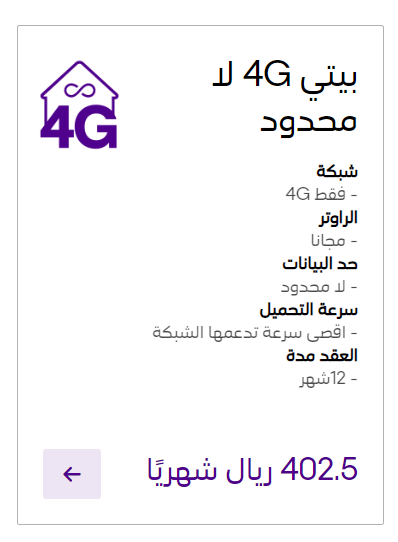 بيتي 4G لا
محدود
4G
شبكة
- فقط 4G
الراوتر
- مجانا
حد البيانات
- لا محدود
سرعة التحميل
- اقصى سرعة تدعمها الشبكة
العقد مدة
- 12شهر
402.5 ريال شهريًا